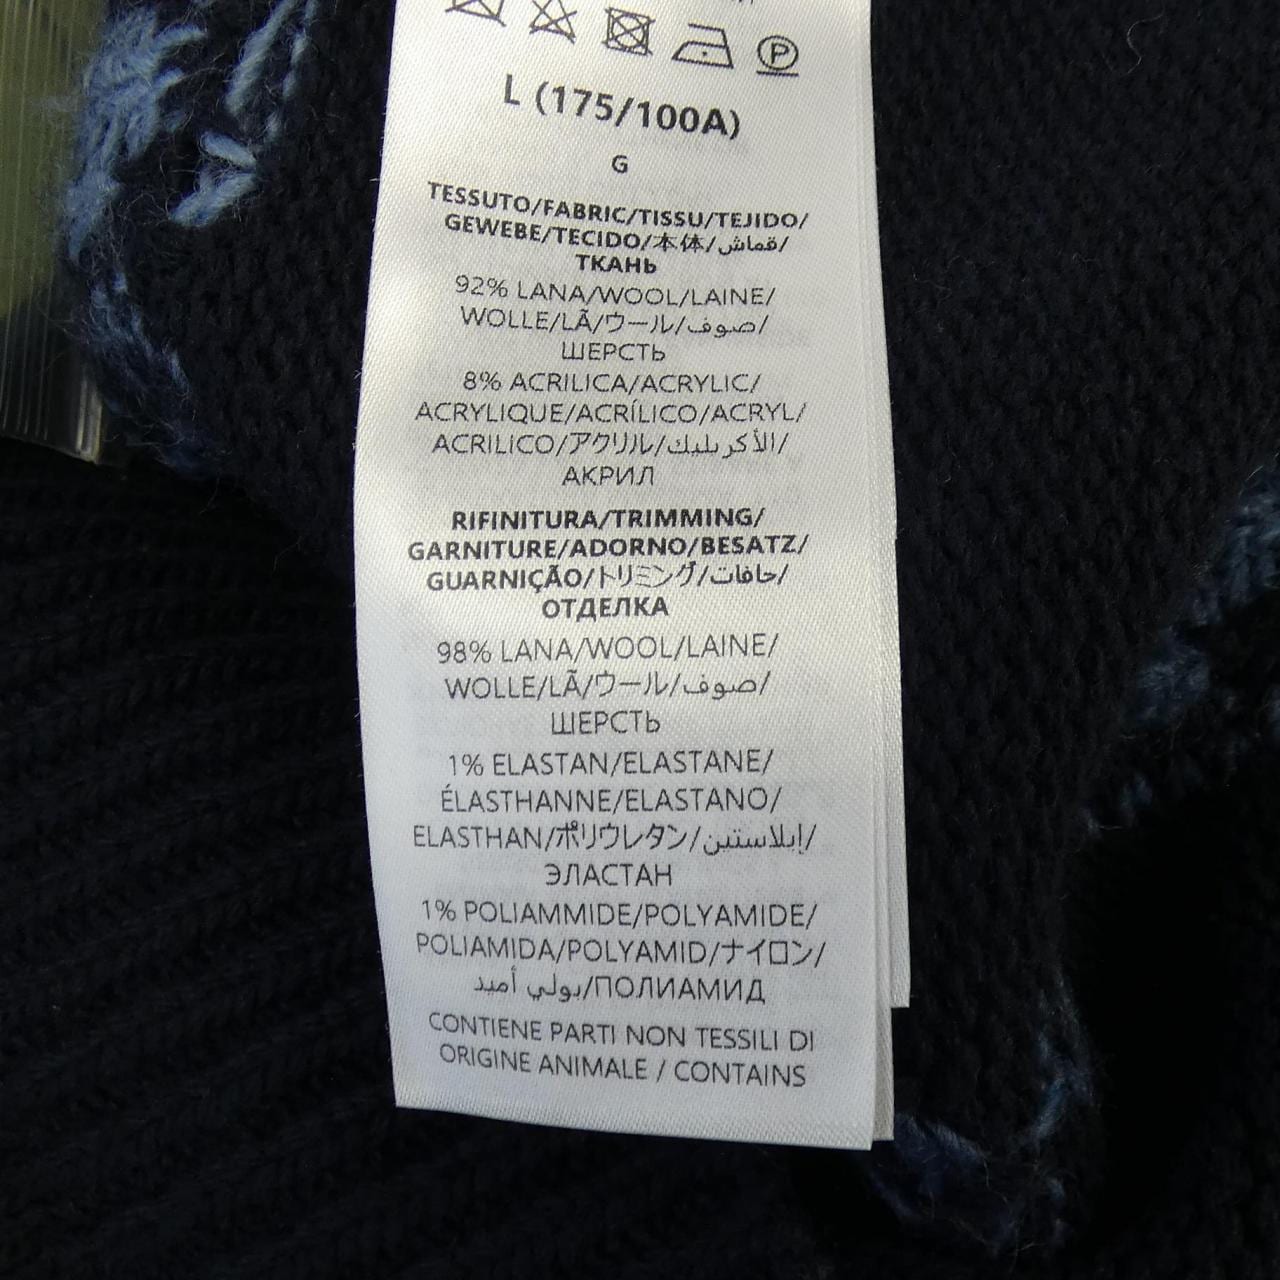 P
L (175/100A)
G
TESSUTO/FABRIC/TISSU/TEJIDO/
GEWEBE/TECIDO/本体/قماش/
ТКАНЬ
92% LANA/WOOL/LAINE/
WOLLE/LÃ/ウール/صوف/
ШЕРСТЬ
8% ACRILICA/ACRYLIC/
ACRYLIQUE/ACRÍLICO/ACRYL/
ACRILICO/アクリル/الأكريليك/
АКРИЛ
RIFINITURA/TRIMMING/
GARNITURE/ADORNO/BESATZ/
GUARNIÇÃO/トリミング/حافات/
ОТДЕЛКА
98% LANA/WOOL/LAINE/
WOLLE/LÃ/ウール/صوف/
ШЕРСТЬ
1% ELASTAN/ELASTANE/
ÉLASTHANNE/ELASTANO/
ELASTHAN/ポリウレタン/إيلاستين/
ЭЛАСТАН
1% POLIAMMIDE/POLYAMIDE/
POLIAMIDA/POLYAMID/ナイロン/
بولي أميد/ПОЛИАМИД
CONTIENE PARTI NON TESSILI DI
ORIGINE ANIMALE / CONTAINS